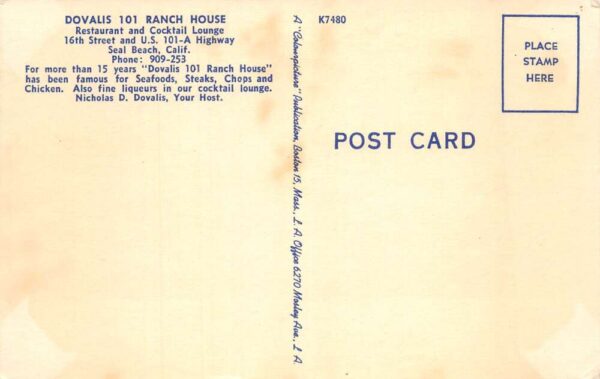 DOVALIS 101 RANCH HOUSE
Restaurant and Cocktail Lounge
16th Street and U.S. 101-A Highway
Seal Beach, Calif.
Phone: 909-253
For more than 15 years "Dovalis 101 Ranch House"
has been famous for Seafoods, Steaks, Chops and
Chicken. Also fine liqueurs in our cocktail lounge.
Nicholas D. Dovalis, Your Host.
A "Colourpicture" Publication, Boston 15, Mass., L. A. Office 6270 Mosley Ave., L A
K7480
POST CARD
PLACE
STAMP
HERE